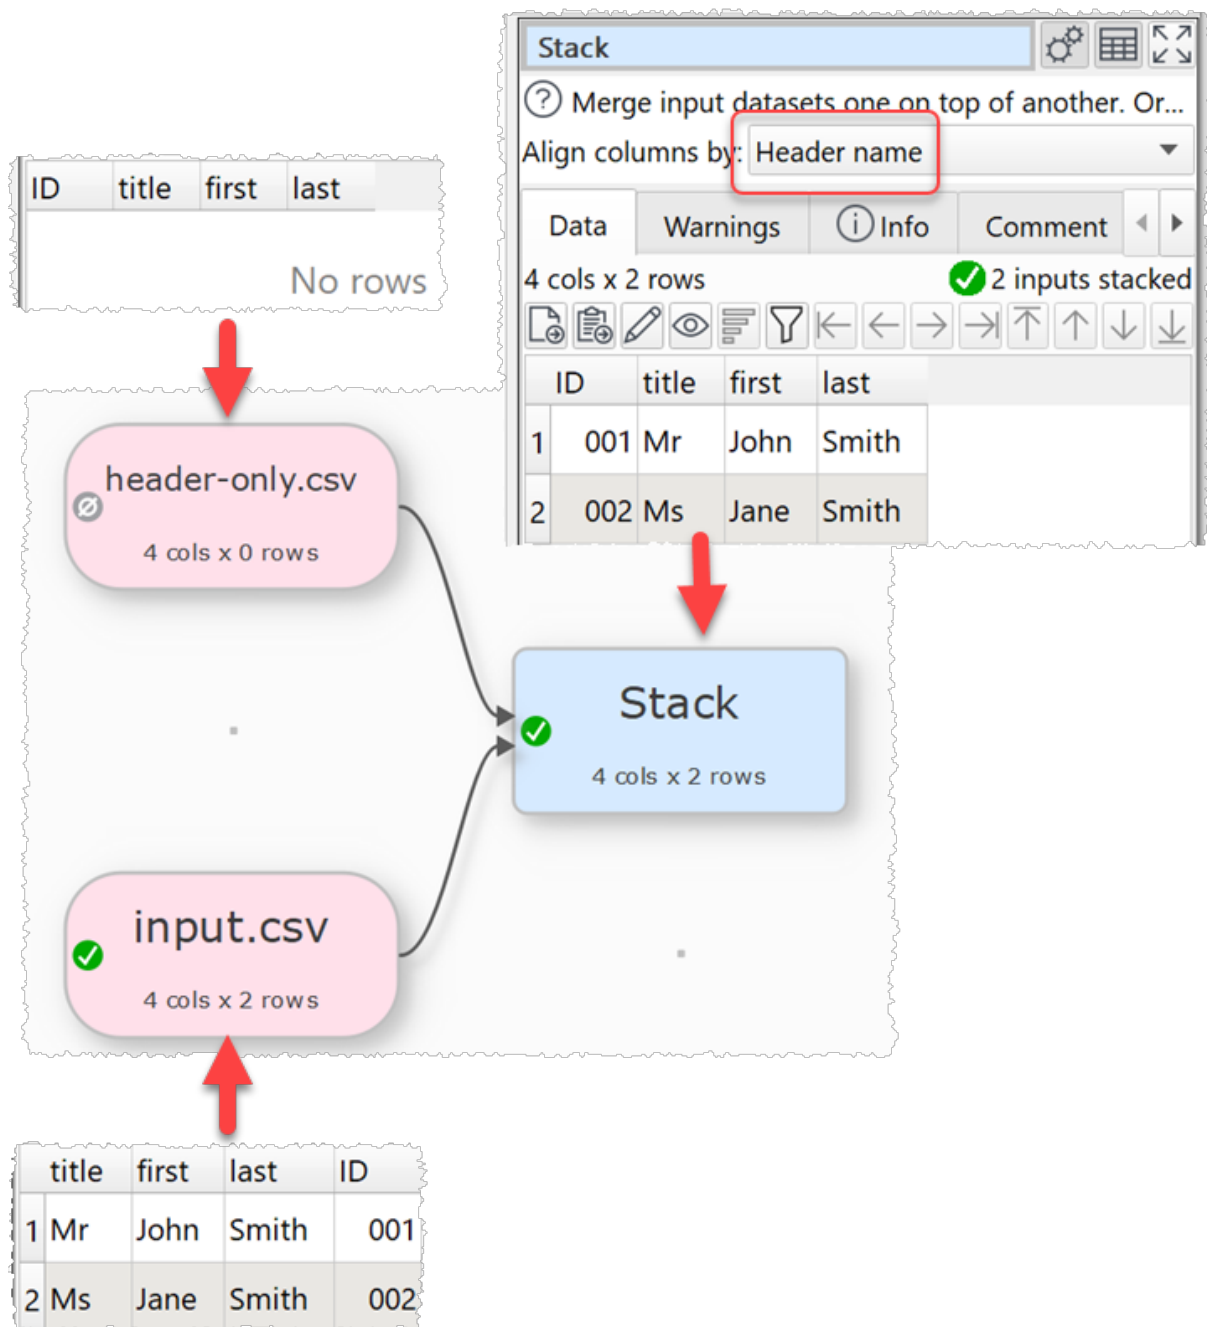 Stack
Merge input datasets one on top of another. Or...
Align columns by: Header name
Data Warnings Info Comment
4 cols x 2 rows 2 inputs stacked
ID title first last
1 001 Mr John Smith
2 002 Ms Jane Smith
ID title first last
No rows
header-only.csv
4 cols x 0 rows
Stack
4 cols x 2 rows
input.csv
4 cols x 2 rows
title first last ID
1 Mr John Smith 001
2 Ms Jane Smith 002